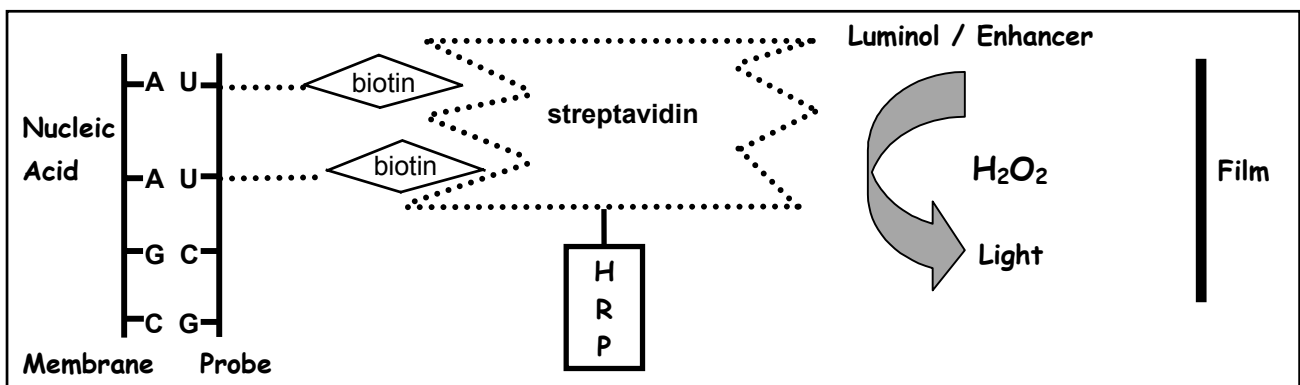 Luminol / Enhancer
A U
biotin
streptavidin
Nucleic
Acid
biotin
A U
H₂O₂
Film
G C
Light
H
R
P
C G
Membrane
Probe